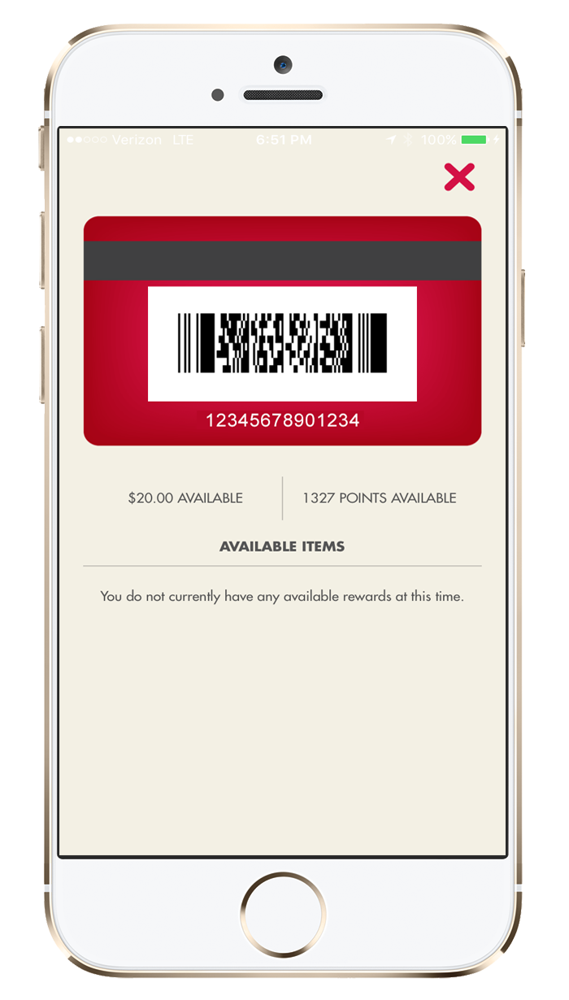 Verizon LTE 6:51 PM 100%
12345678901234
$20.00 AVAILABLE 1327 POINTS AVAILABLE
AVAILABLE ITEMS
You do not currently have any available rewards at this time.